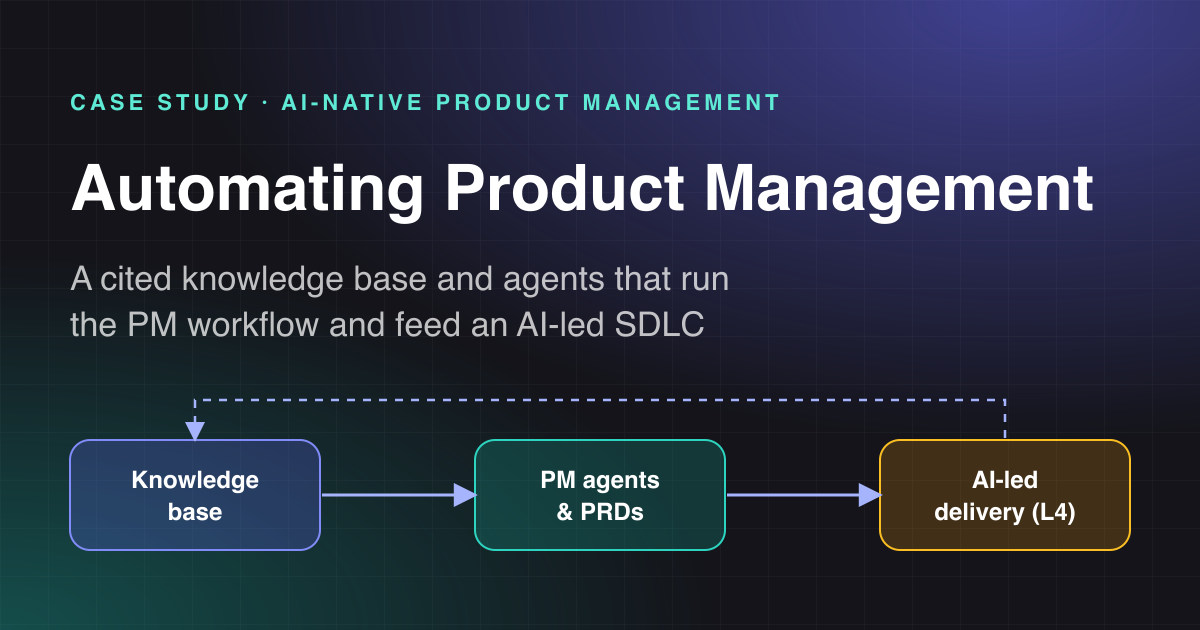 CASE STUDY · AI-NATIVE PRODUCT MANAGEMENT
Automating Product Management
A cited knowledge base and agents that run
the PM workflow and feed an AI-led SDLC
Knowledge
base
PM agents
& PRDs
AI-led
delivery (L4)